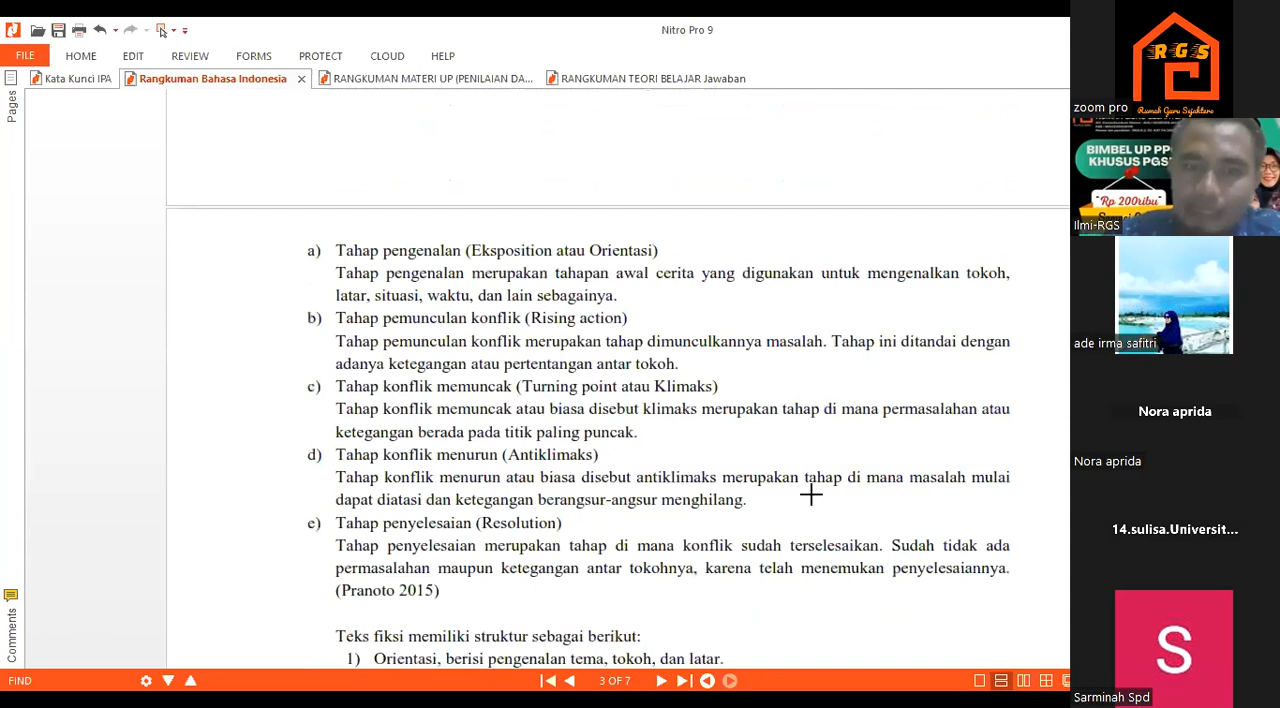 Nitro Pro 9
FILE HOME EDIT REVIEW FORMS PROTECT CLOUD HELP
Kata Kunci IPA Rangkuman Bahasa Indonesia RANGKUMAN MATERI UP (PENILAIAN DA... RANGKUMAN TEORI BELAJAR Jawaban
Pages
a) Tahap pengenalan (Eksposition atau Orientasi)
Tahap pengenalan merupakan tahapan awal cerita yang digunakan untuk mengenalkan tokoh,
latar, situasi, waktu, dan lain sebagainya.
b) Tahap pemunculan konflik (Rising action)
Tahap pemunculan konflik merupakan tahap dimunculkannya masalah. Tahap ini ditandai dengan
adanya ketegangan atau pertentangan antar tokoh.
c) Tahap konflik memuncak (Turning point atau Klimaks)
Tahap konflik memuncak atau biasa disebut klimaks merupakan tahap di mana permasalahan atau
ketegangan berada pada titik paling puncak.
d) Tahap konflik menurun (Antiklimaks)
Tahap konflik menurun atau biasa disebut antiklimaks merupakan tahap di mana masalah mulai
dapat diatasi dan ketegangan berangsur-angsur menghilang.
e) Tahap penyelesaian (Resolution)
Tahap penyelesaian merupakan tahap di mana konflik sudah terselesaikan. Sudah tidak ada
permasalahan maupun ketegangan antar tokohnya, karena telah menemukan penyelesaiannya.
(Pranoto 2015)
Teks fiksi memiliki struktur sebagai berikut:
1) Orientasi, berisi pengenalan tema, tokoh, dan latar.
Comments
FIND
3 OF 7
RGS
Rumah Guru Sejahtera
zoom pro
BIMBEL UP PP
KHUSUS PGS
Rp 200ribu
Ilmi-RGS
ade irma safitri
Nora aprida
Nora aprida
14.sulisa.Universit...
S
Sarminah Spd